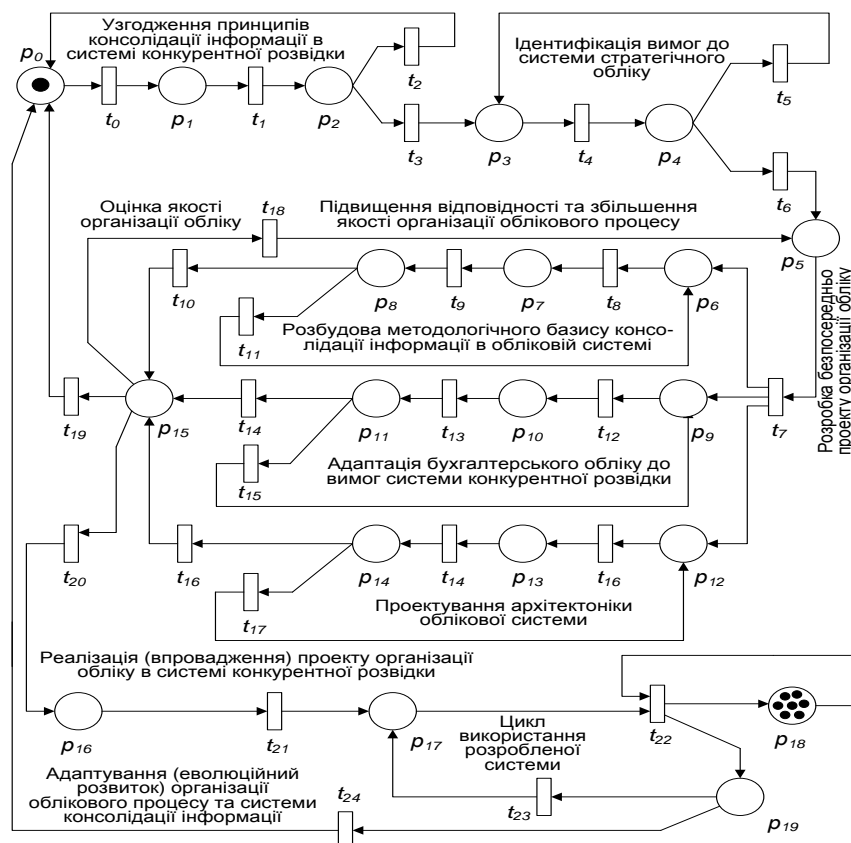 Узгодження принципів
консолідації інформації в
системі конкурентної розвідки
Ідентифікація вимог до
системи стратегічного
обліку
p0
t0
p1
t1
p2
t2
t3
p3
t4
p4
t5
t6
Оцінка якості
організації обліку
t18
Підвищення відповідності та збільшення
якості організації облікового процесу
p5
t10
p8
t9
p7
t8
p6
t11
Розбудова методологічного базису консо-
лідації інформації в обліковій системі
Розробка безпосередньо
проекту організації обліку
t19
p15
t14
p11
t13
p10
t12
p9
t7
t15
Адаптація бухгалтерського обліку до
вимог системи конкурентної розвідки
t20
t16
p14
t14
p13
t16
p12
t17
Проектування архітектоніки
облікової системи
Реалізація (впровадження) проекту організації
обліку в системі конкурентної розвідки
p16
t21
p17
Цикл
використання
розробленої
системи
t22
p18
Адаптування (еволюційний
розвиток) організації
облікового процесу та системи
консолідації інформації
t24
t23
p19